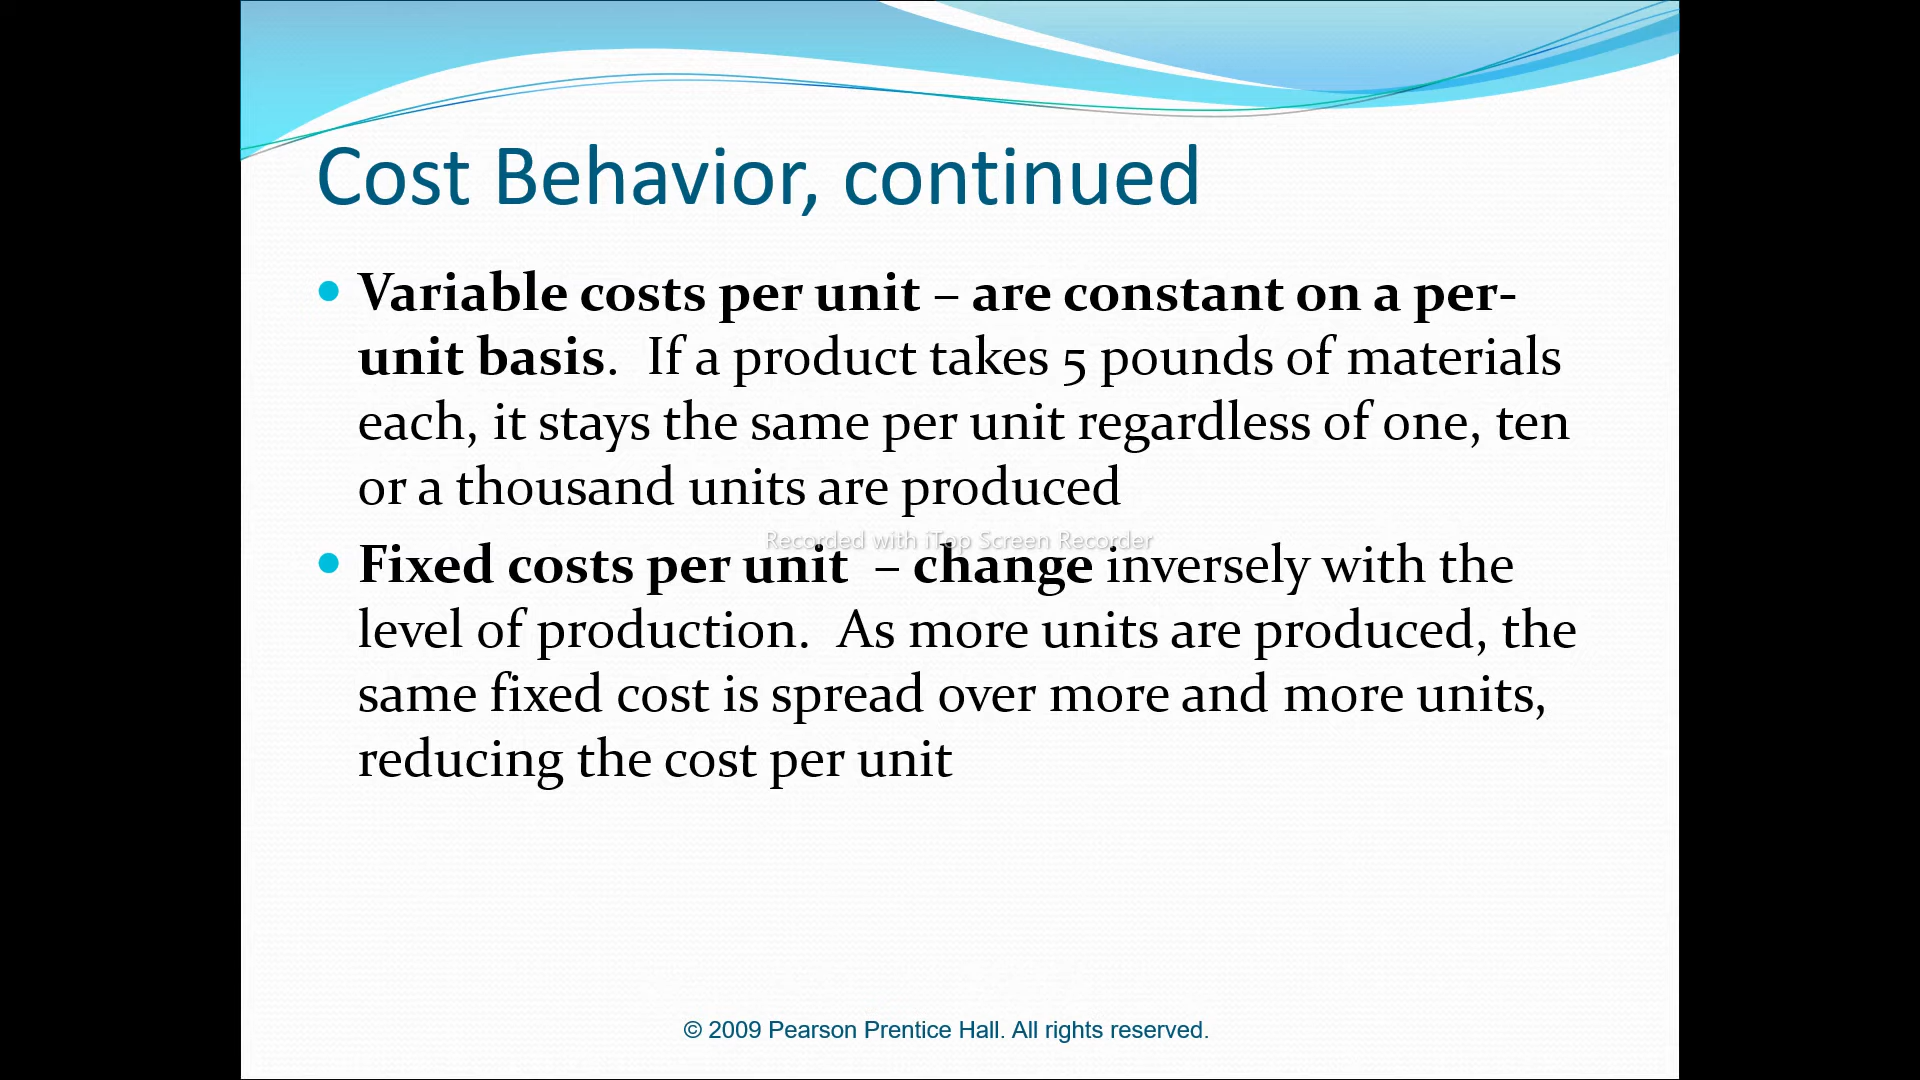 Cost Behavior, continued
Variable costs per unit – are constant on a per-
unit basis. If a product takes 5 pounds of materials
each, it stays the same per unit regardless of one, ten
or a thousand units are produced
Recorded with iTop Screen Recorder
Fixed costs per unit – change inversely with the
level of production. As more units are produced, the
same fixed cost is spread over more and more units,
reducing the cost per unit
© 2009 Pearson Prentice Hall. All rights reserved.